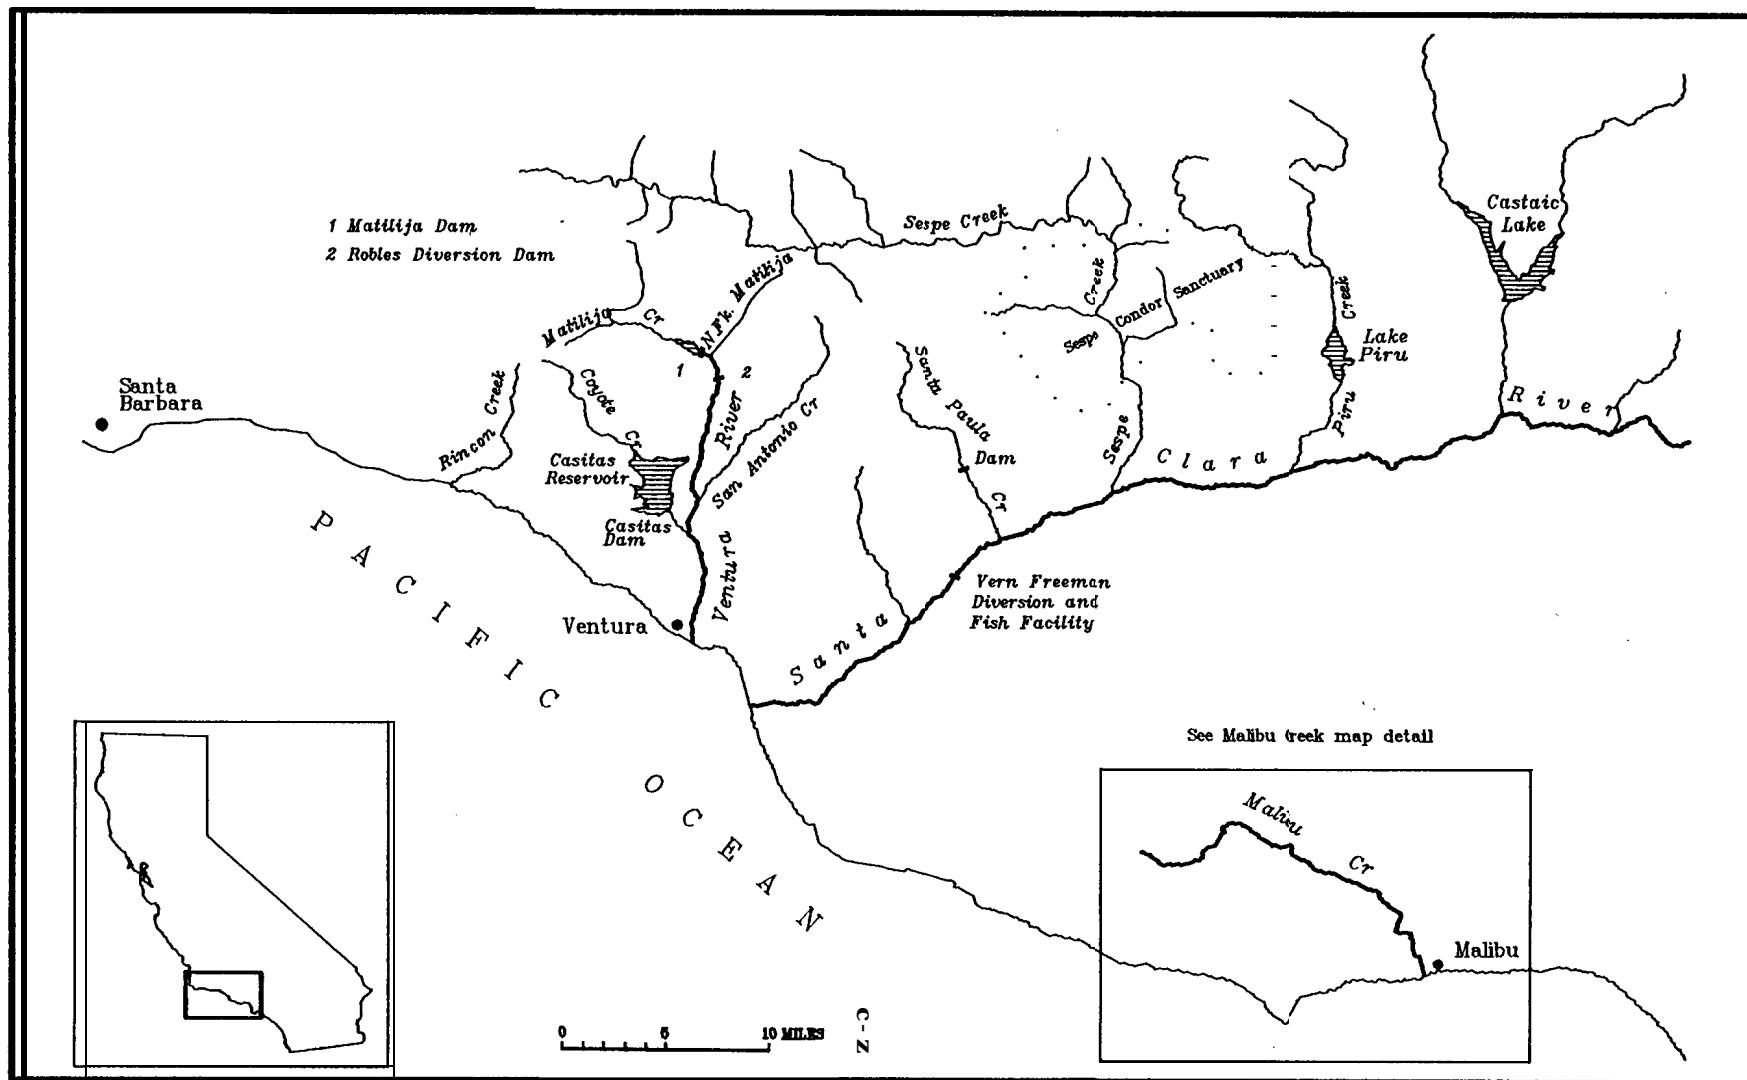 1 Matilija Dam
2 Robles Diversion Dam
Sespe Creek
Castaic
Lake
N.Fk. Matilija
Matilija
Cr
Creek
Sespe Condor Sanctuary
Creek
Lake
Piru
1
2
Santa
Barbara
Rincon Creek
Coyote
Cr
River
San Antonio Cr
Santa Paula
Dam
Cr
Sespe
Piru
River
Clara
Casitas
Reservoir
Casitas
Dam
Ventura
Ventura
Vern Freeman
Diversion and
Fish Facility
Santa
PACIFIC
OCEAN
See Malibu Creek map detail
Malibu
Cr
Malibu
0 5 10 MILES
C-Z